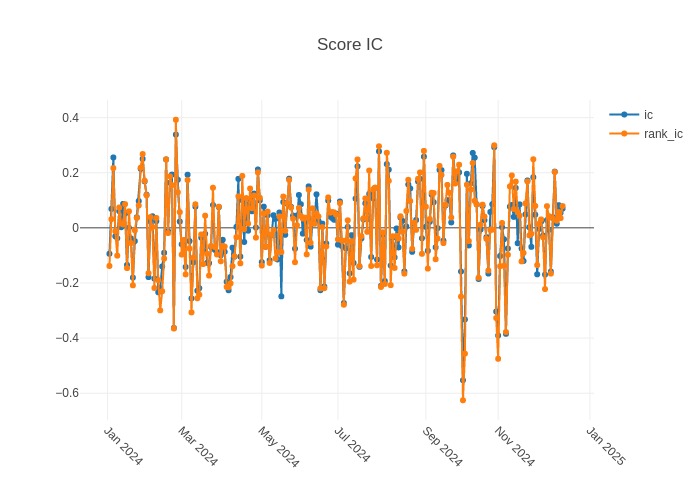 Score IC
ic
rank_ic
0.4
0.2
0
−0.2
−0.4
−0.6
Jan 2024
Mar 2024
May 2024
Jul 2024
Sep 2024
Nov 2024
Jan 2025